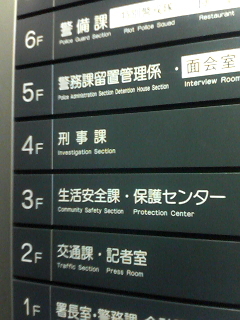 6F 警備課
Police Guard Section Pilot Police Squad Restaurant
5F 警務課留置管理係・面会室
Police Administration Section Detention House Section Interview Room
4F 刑事課
Investigation Section
3F 生活安全課・保護センター
Community Safety Section Protection Center
2F 交通課・記者室
Traffic Section Press Room
1F 署長室・警務課